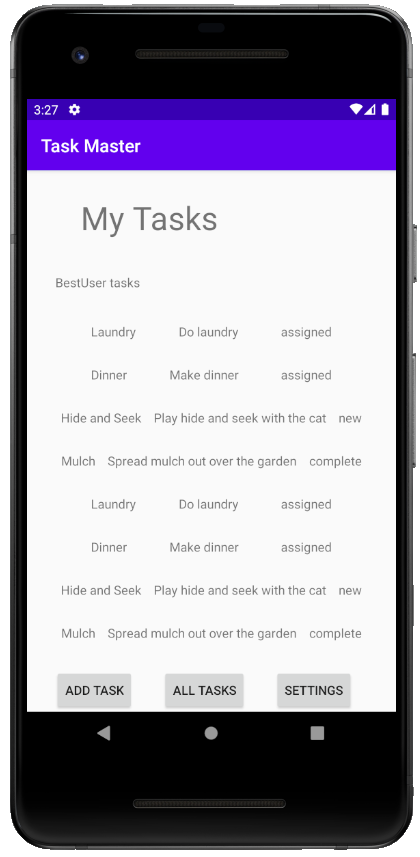 3:27
Task Master
My Tasks
BestUser tasks
Laundry Do laundry assigned
Dinner Make dinner assigned
Hide and Seek Play hide and seek with the cat new
Mulch Spread mulch out over the garden complete
Laundry Do laundry assigned
Dinner Make dinner assigned
Hide and Seek Play hide and seek with the cat new
Mulch Spread mulch out over the garden complete
ADD TASK ALL TASKS SETTINGS